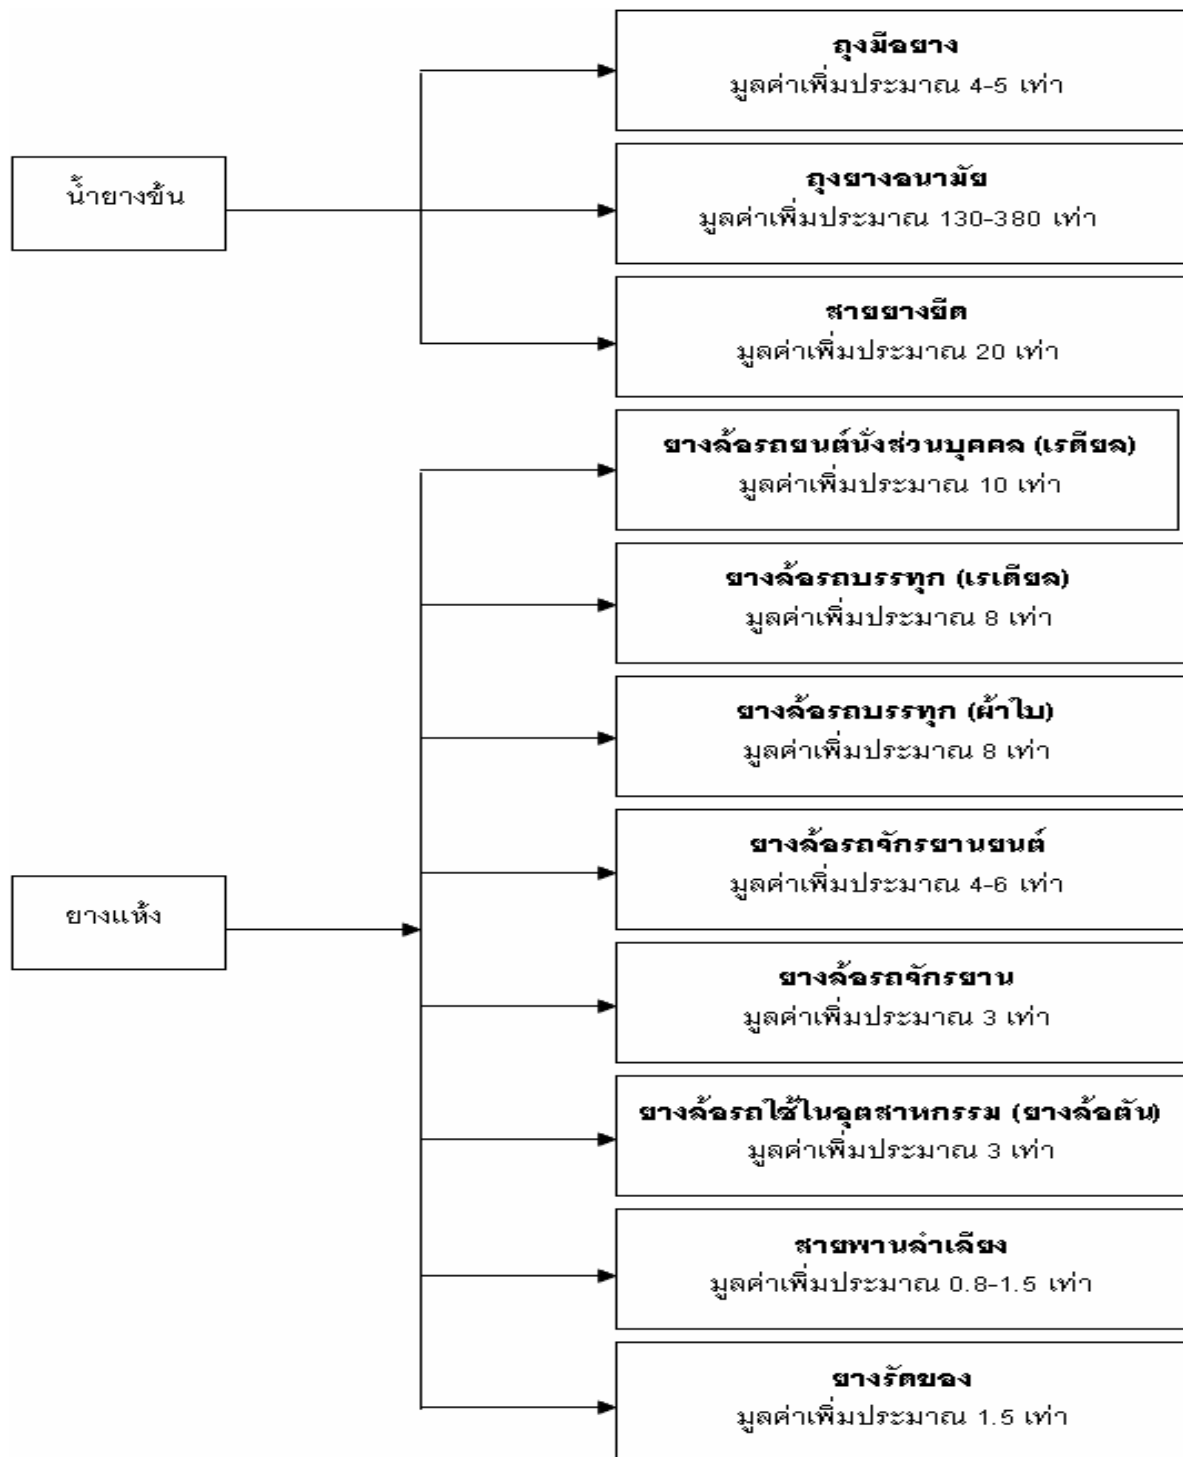 ถุงมือยาง
มูลค่าเพิ่มประมาณ 4-5 เท่า
น้ำยางข้น
ถุงยางอนามัย
มูลค่าเพิ่มประมาณ 130-380 เท่า
สายยางยืด
มูลค่าเพิ่มประมาณ 20 เท่า
ยางล้อรถยนต์นั่งส่วนบุคคล (เรดียล)
มูลค่าเพิ่มประมาณ 10 เท่า
ยางล้อรถบรรทุก (เรเดียล)
มูลค่าเพิ่มประมาณ 8 เท่า
ยางล้อรถบรรทุก (ผ้าใบ)
มูลค่าเพิ่มประมาณ 8 เท่า
ยางล้อรถจักรยานยนต์
มูลค่าเพิ่มประมาณ 4-6 เท่า
ยางแห้ง
ยางล้อรถจักรยาน
มูลค่าเพิ่มประมาณ 3 เท่า
ยางล้อรถใช้ในอุตสาหกรรม (ยางล้อตัน)
มูลค่าเพิ่มประมาณ 3 เท่า
สายพานลำเลียง
มูลค่าเพิ่มประมาณ 0.8-1.5 เท่า
ยางรัดของ
มูลค่าเพิ่มประมาณ 1.5 เท่า